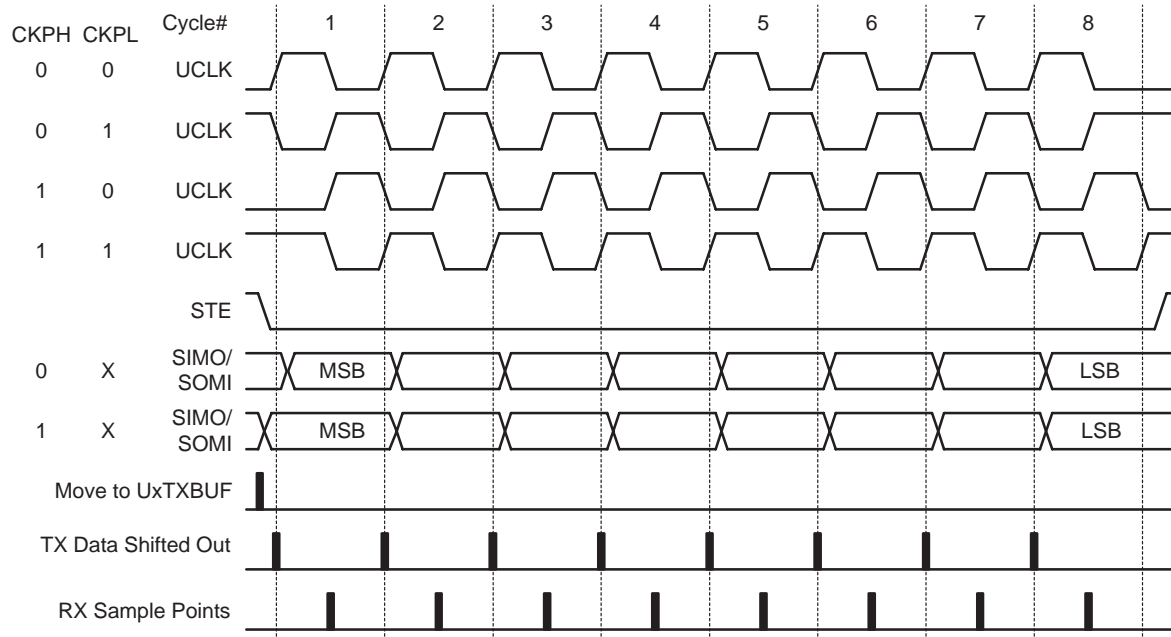 CKPH CKPL Cycle# 1 2 3 4 5 6 7 8
0 0 UCLK
0 1 UCLK
1 0 UCLK
1 1 UCLK
STE
0 X SIMO/
SOMI MSB LSB
1 X SIMO/
SOMI MSB LSB
Move to UxTXBUF
TX Data Shifted Out
RX Sample Points